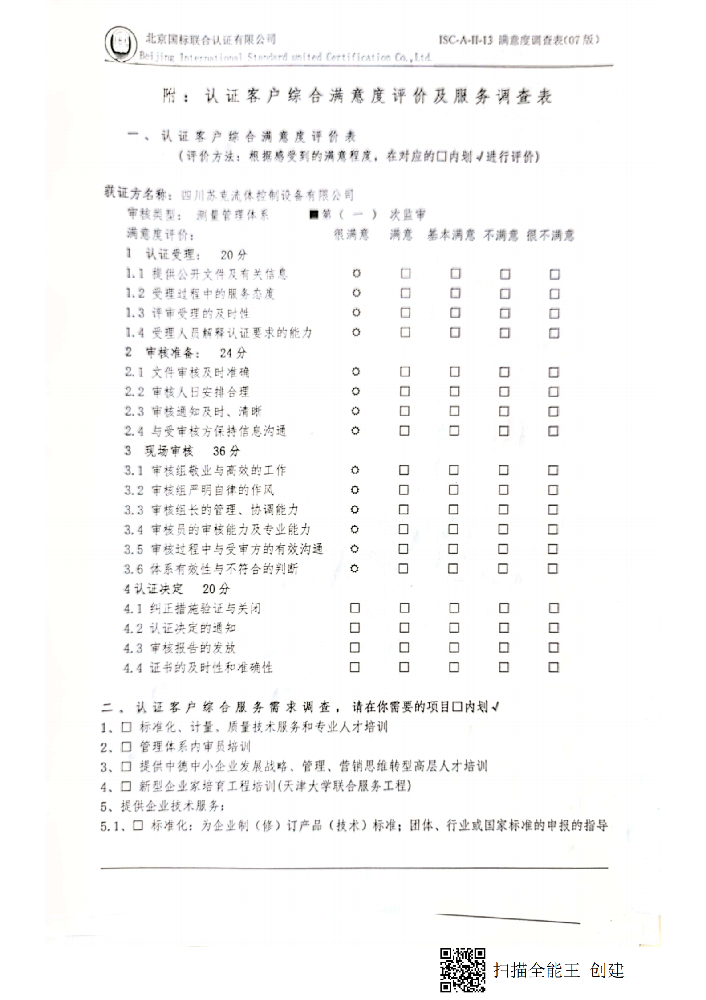 北京国标联合认证有限公司 ISC-A-II-13 满意度调查表(07版)
Beijing International Standard united Certification Co.,Ltd.
附：认证客户综合满意度评价及服务调查表
一、认证客户综合满意度评价表
(评价方法：根据感受到的满意程度，在对应的□内划√进行评价)
获证方名称：四川苏克流体控制设备有限公司
审核类型： 测量管理体系 ■第（ 一 ） 次监审
满意度评价： 很满意 满意 基本满意 不满意 很不满意
1 认证受理： 20分
1.1 提供公开文件及有关信息 ☼ □ □ □ □
1.2 受理过程中的服务态度 ☼ □ □ □ □
1.3 评审受理的及时性 ☼ □ □ □ □
1.4 受理人员解释认证要求的能力 ☼ □ □ □ □
2 审核准备： 24分
2.1 文件审核及时准确 ☼ □ □ □ □
2.2 审核人日安排合理 ☼ □ □ □ □
2.3 审核通知及时、清晰 ☼ □ □ □ □
2.4 与受审核方保持信息沟通 ☼ □ □ □ □
3 现场审核 36分
3.1 审核组敬业与高效的工作 ☼ □ □ □ □
3.2 审核组严明自律的作风 ☼ □ □ □ □
3.3 审核组长的管理、协调能力 ☼ □ □ □ □
3.4 审核员的审核能力及专业能力 ☼ □ □ □ □
3.5 审核过程中与受审方的有效沟通 ☼ □ □ □ □
3.6 体系有效性与不符合的判断 ☼ □ □ □ □
4认证决定 20分
4.1 纠正措施验证与关闭 □ □ □ □ □
4.2 认证决定的通知 □ □ □ □ □
4.3 审核报告的发放 □ □ □ □ □
4.4 证书的及时性和准确性 □ □ □ □ □
二、认证客户综合服务需求调查，请在你需要的项目□内划√
1、□ 标准化、计量、质量技术服务和专业人才培训
2、□ 管理体系内审员培训
3、□ 提供中德中小企业发展战略、管理、营销思维转型高层人才培训
4、□ 新型企业家培育工程培训(天津大学联合服务工程)
5、提供企业技术服务：
5.1、□ 标准化：为企业制（修）订产品（技术）标准；团体、行业或国家标准的申报的指导
扫描全能王 创建